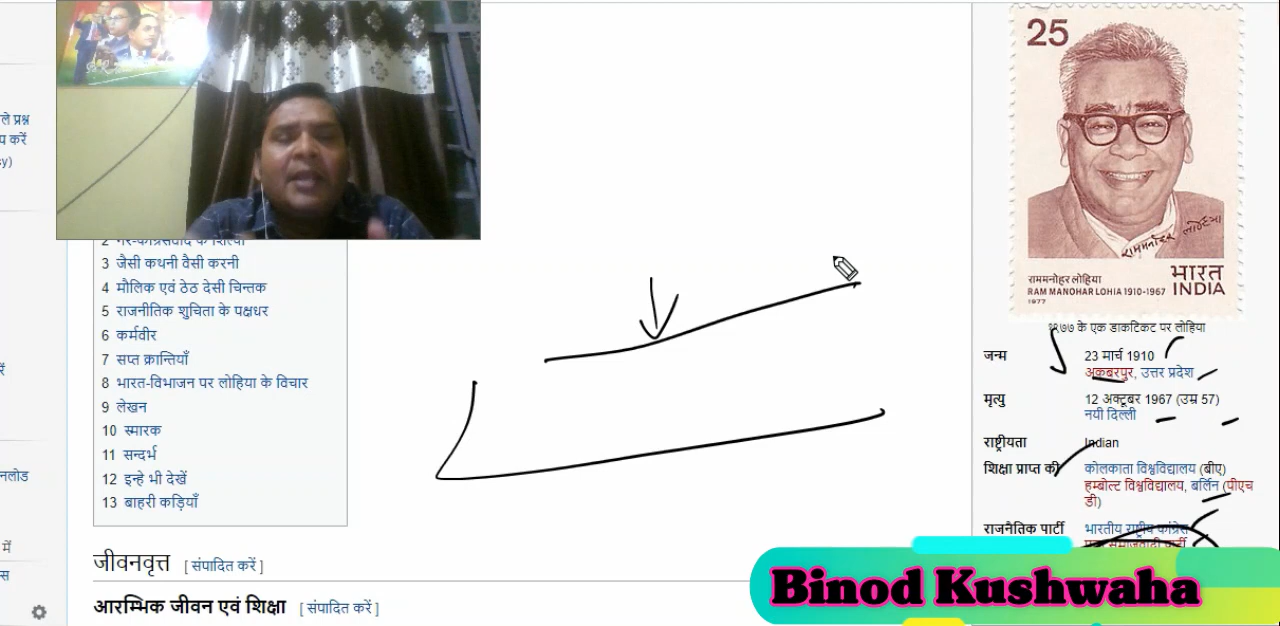 ले प्रश्न
य करें
sy)
रें
नलोड
में
स
3 जैसी कथनी वैसी करनी
4 मौलिक एवं ठेठ देसी चिन्तक
5 राजनीतिक शुचिता के पक्षधर
6 कर्मवीर
7 सप्त क्रान्तियाँ
8 भारत-विभाजन पर लोहिया के विचार
9 लेखन
10 स्मारक
11 सन्दर्भ
12 इन्हे भी देखें
13 बाहरी कड़ियाँ
जीवनवृत्त [ संपादित करें ]
आरम्भिक जीवन एवं शिक्षा [ संपादित करें ]
25
राममनोहर लोहिया
राममनोहर लोहिया
RAM MANOHAR LOHIA 1910-1967
1977
भारत
INDIA
१९७७ के एक डाकटिकट पर लोहिया
जन्म 23 मार्च 1910
अकबरपुर, उत्तर प्रदेश
मृत्यु 12 अक्टूबर 1967 (उम्र 57)
नयी दिल्ली
राष्ट्रीयता Indian
शिक्षा प्राप्त की कोलकाता विश्वविद्यालय (बीए)
हम्बोल्ट विश्वविद्यालय, बर्लिन (पीएच
डी)
राजनैतिक पार्टी भारतीय राष्ट्रीय कांग्रेस
Binod Kushwaha